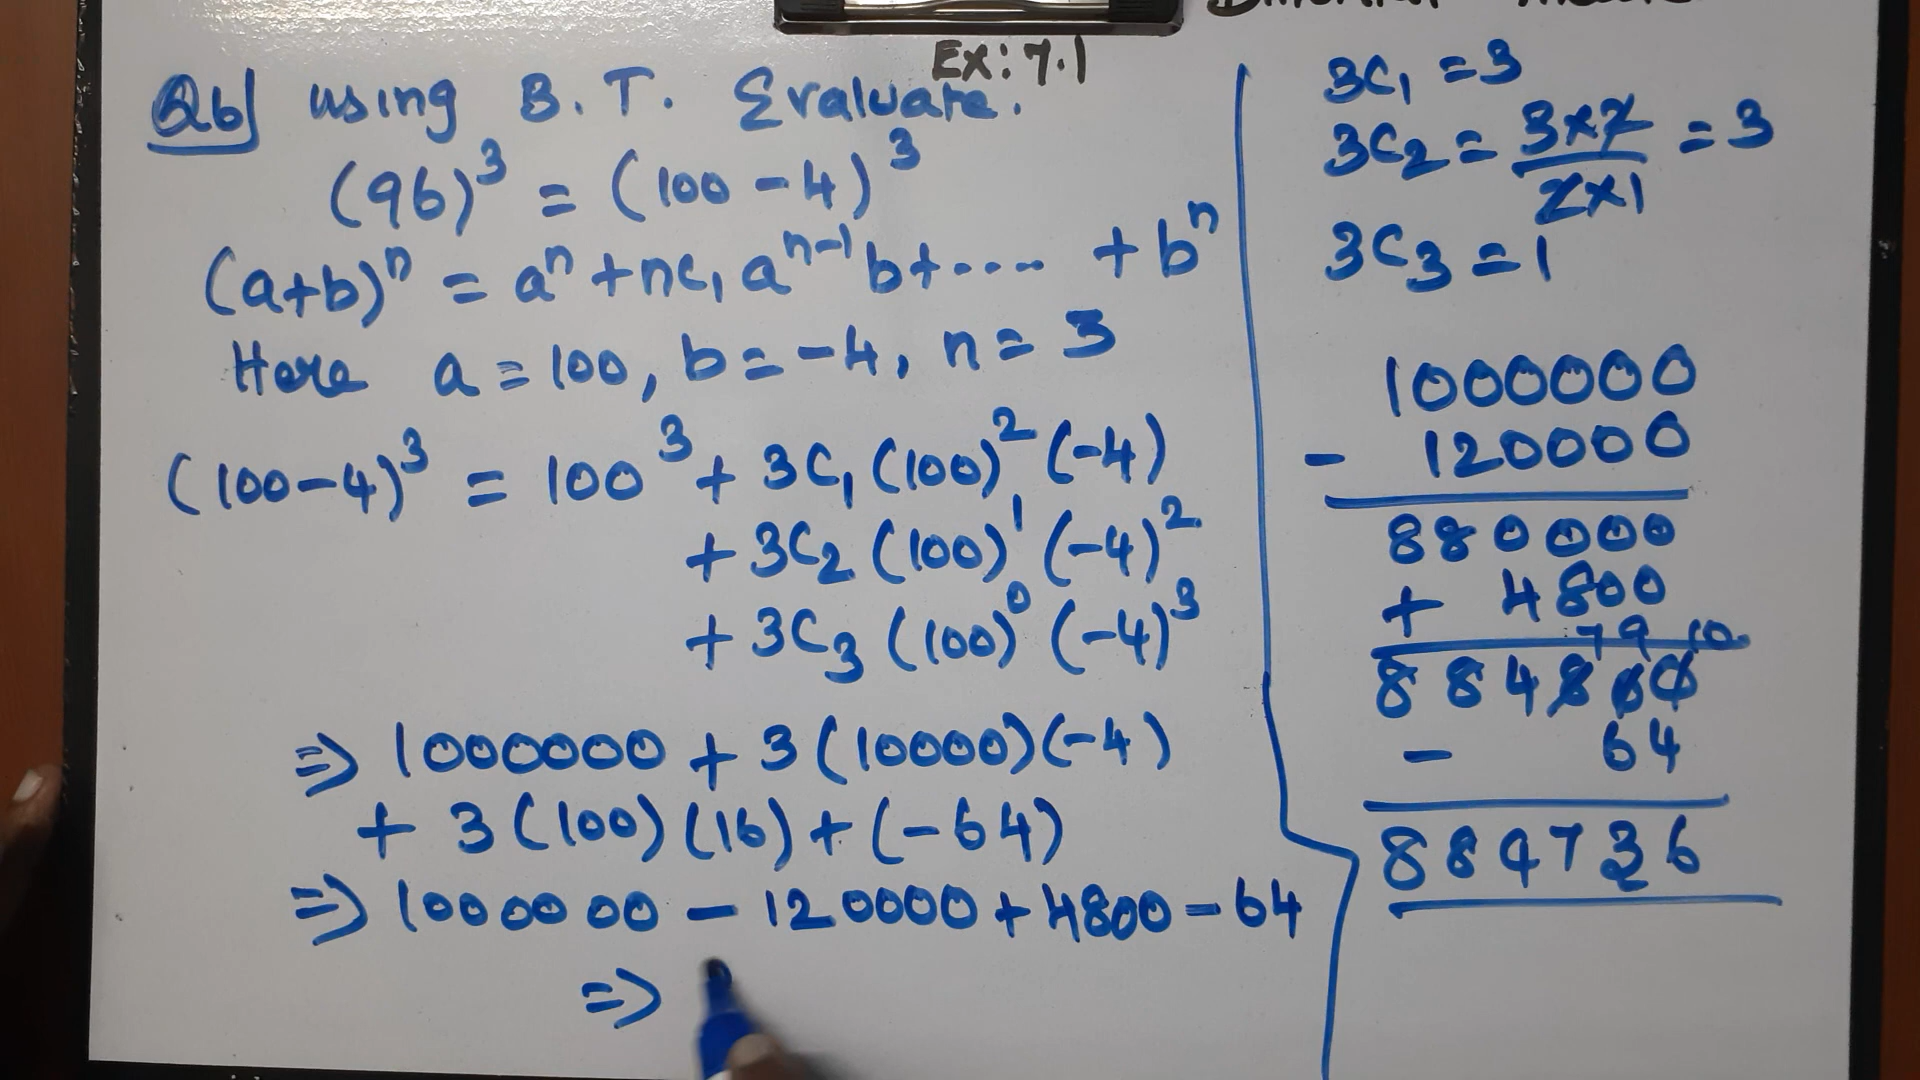 Ex: 7.1
Q6] using B. T. Evaluate.
(96)³ = (100 - 4)³
(a+b)ⁿ = aⁿ + nc₁ aⁿ⁻¹ b + .... + bⁿ
Here a = 100, b = -4, n = 3
(100-4)³ = 100³ + 3C₁ (100)² (-4)
+ 3C₂ (100)¹ (-4)²
+ 3C₃ (100)⁰ (-4)³
=> 1000000 + 3 (10000) (-4)
+ 3 (100) (16) + (-64)
=> 1000000 - 120000 + 4800 - 64
=>
3C₁ = 3
3C₂ = 3×2 / 2×1 = 3
3C₃ = 1
1000000
- 120000
880000
+ 4800
7 9 10
884800
- 64
884736